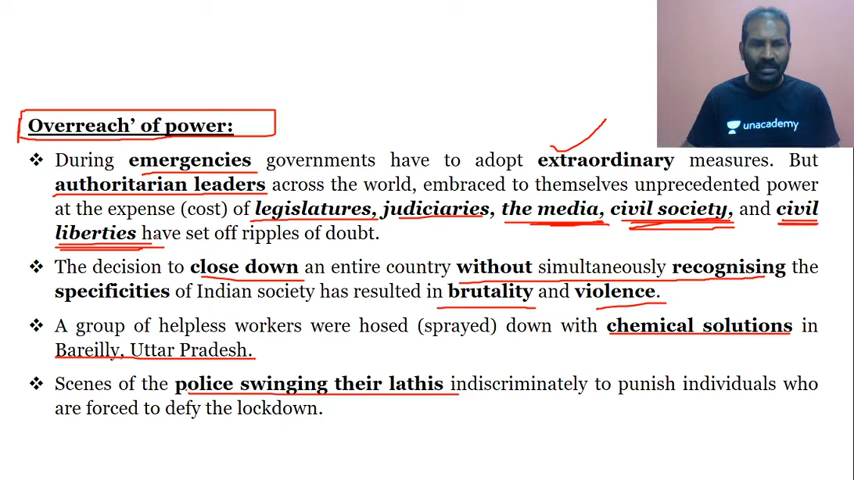 unacademy
Overreach’ of power:
❖ During emergencies governments have to adopt extraordinary measures. But
authoritarian leaders across the world, embraced to themselves unprecedented power
at the expense (cost) of legislatures, judiciaries, the media, civil society, and civil
liberties have set off ripples of doubt.
❖ The decision to close down an entire country without simultaneously recognising the
specificities of Indian society has resulted in brutality and violence.
❖ A group of helpless workers were hosed (sprayed) down with chemical solutions in
Bareilly, Uttar Pradesh.
❖ Scenes of the police swinging their lathis indiscriminately to punish individuals who
are forced to defy the lockdown.